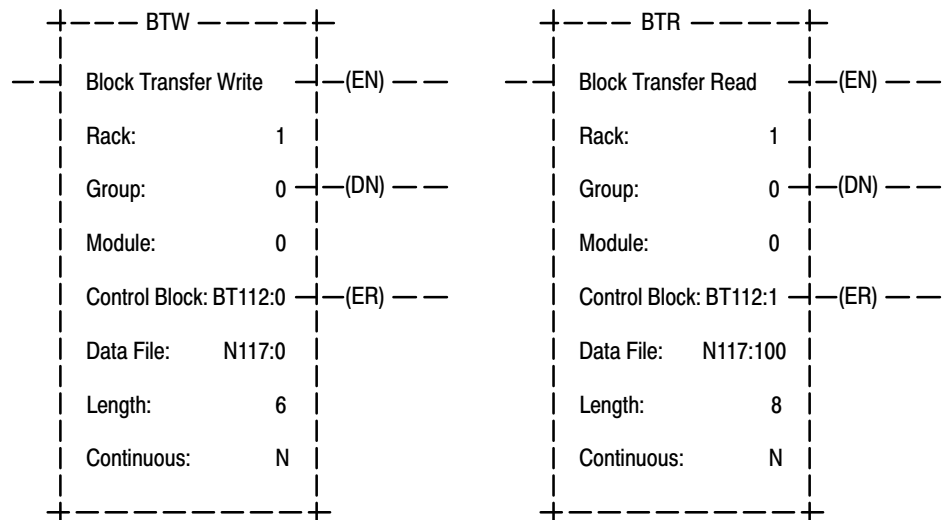 BTW
Block Transfer Write (EN)
Rack: 1
Group: 0 (DN)
Module: 0
Control Block: BT112:0 (ER)
Data File: N117:0
Length: 6
Continuous: N
BTR
Block Transfer Read (EN)
Rack: 1
Group: 0 (DN)
Module: 0
Control Block: BT112:1 (ER)
Data File: N117:100
Length: 8
Continuous: N